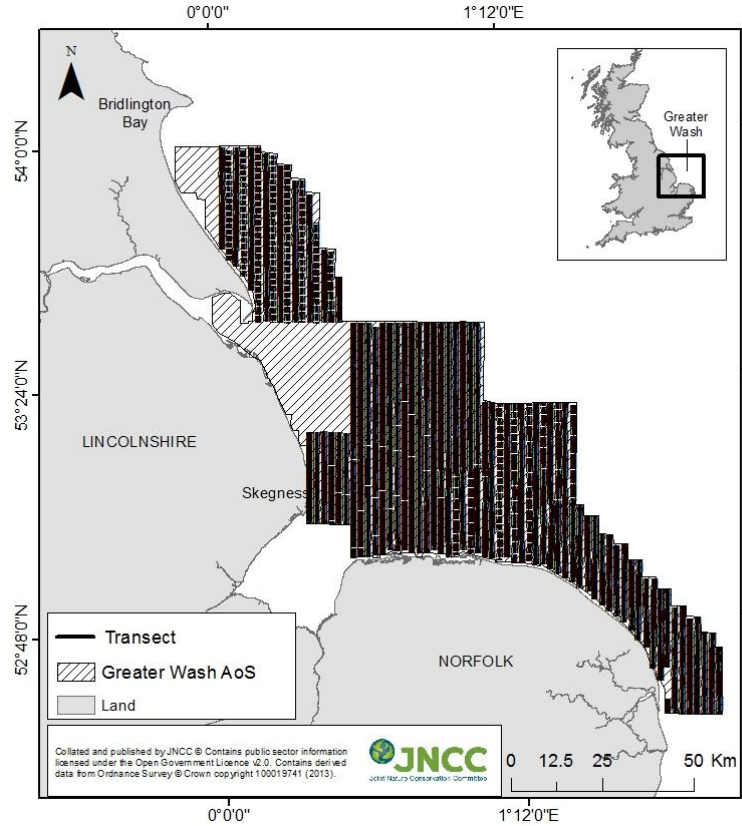 0°0'0" 1°12'0"E
N
Bridlington
Bay
Greater
Wash
54°0'0"N
53°24'0"N
LINCOLNSHIRE
Skegness
52°48'0"N
Transect
Greater Wash AoS
Land
NORFOLK
Collated and published by JNCC © Contains public sector information
licensed under the Open Government Licence v2.0. Contains derived
data from Ordnance Survey © Crown copyright 100019741 (2013).
JNCC
Joint Nature Conservation Committee
0 12.5 25 50 Km
0°0'0" 1°12'0"E